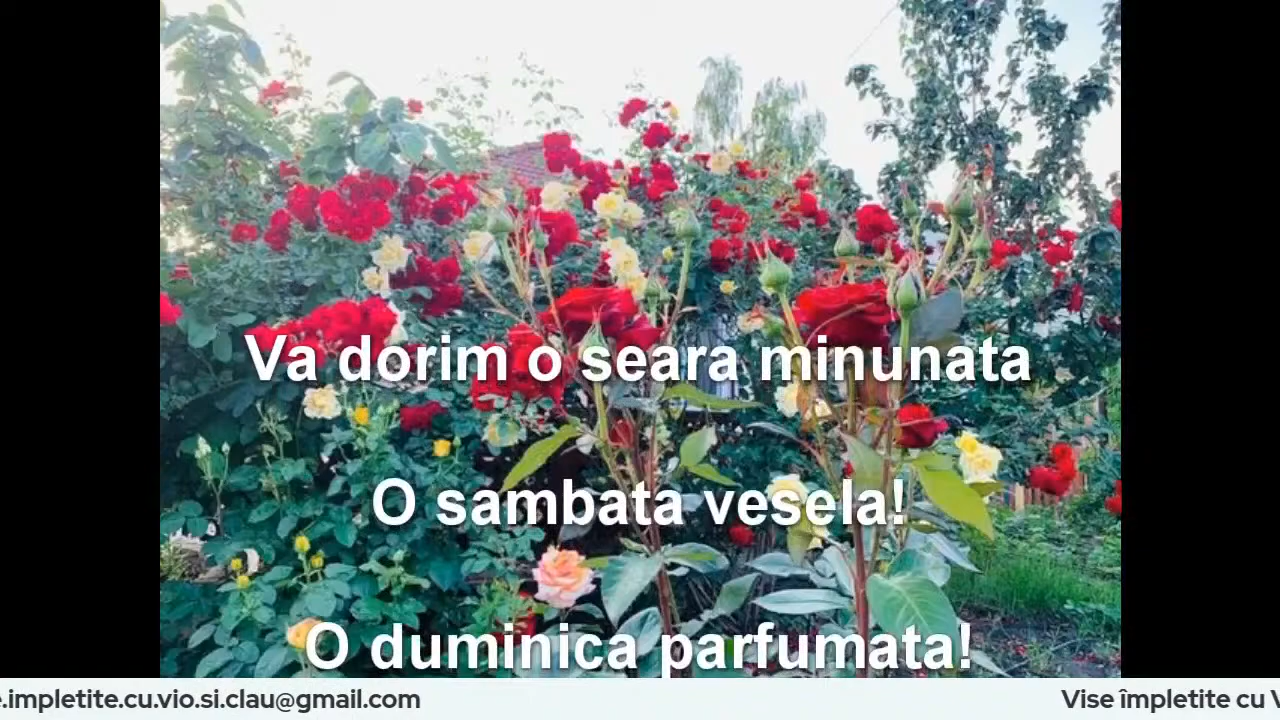 Va dorim o seara minunata
O sambata vesela!
O duminica parfumata!
.impletite.cu.vio.si.clau@gmail.com
Vise împletite cu